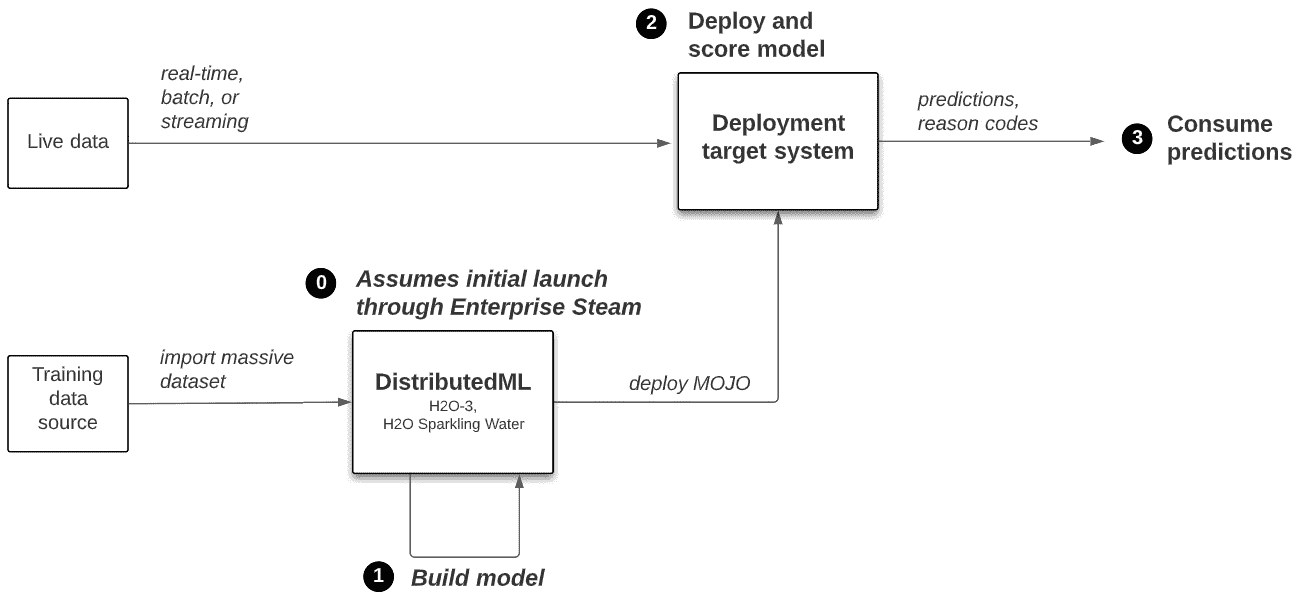 2
Deploy and
score model
real-time,
batch, or
streaming
Live data
Deployment
target system
predictions,
reason codes
3
Consume
predictions
0
Assumes initial launch
through Enterprise Steam
Training
data
source
import massive
dataset
DistributedML
H2O-3,
H2O Sparkling Water
deploy MOJO
1
Build model